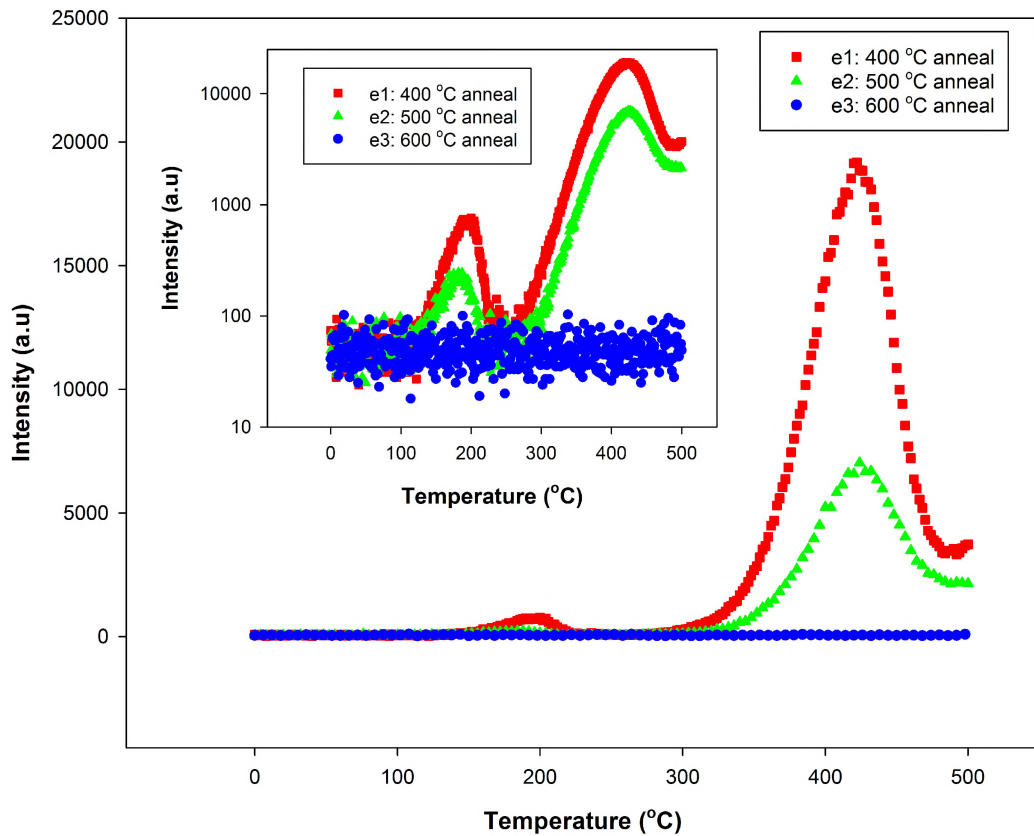 25000
20000
15000
10000
5000
0
Intensity (a.u)
0
100
200
300
400
500
Temperature (°C)
e1: 400 °C anneal
e2: 500 °C anneal
e3: 600 °C anneal
10000
1000
100
10
Intensity (a.u)
0
100
200
300
400
500
Temperature (°C)
e1: 400 °C anneal
e2: 500 °C anneal
e3: 600 °C anneal